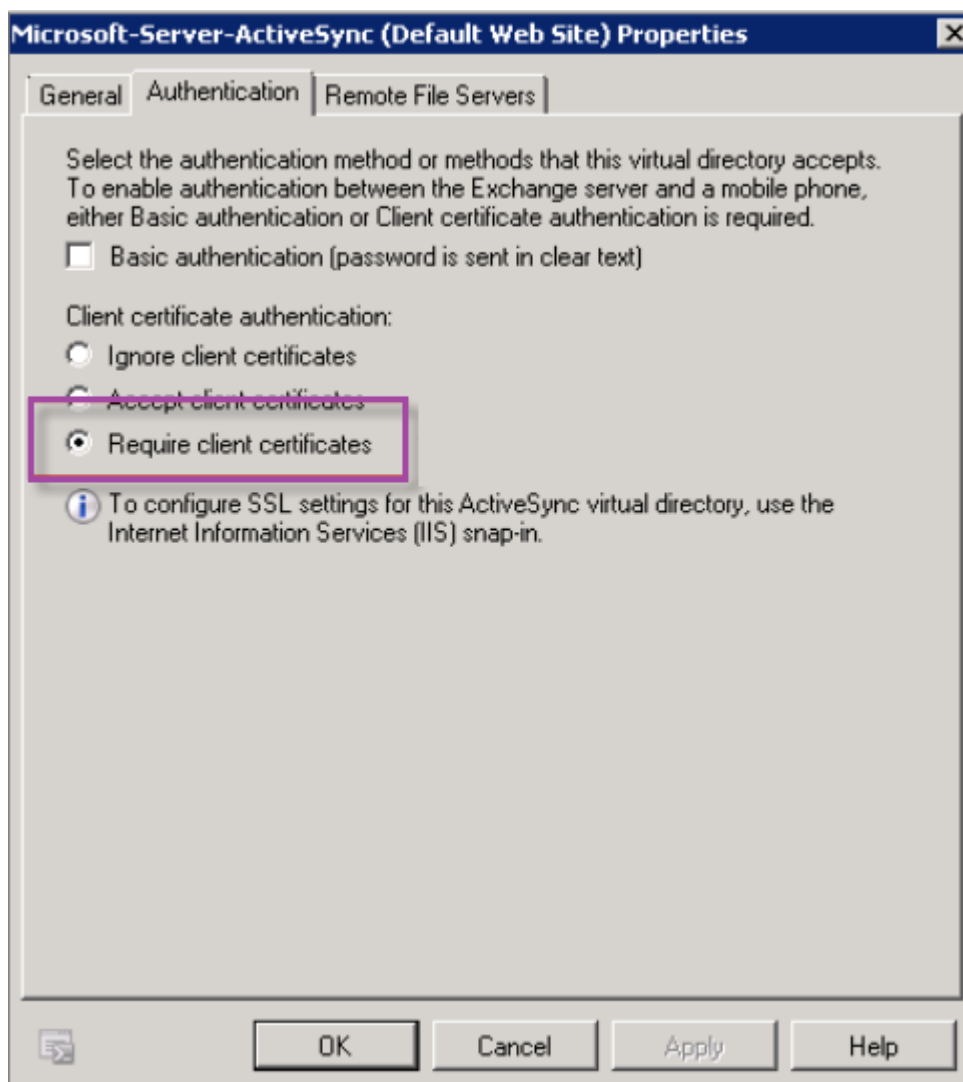 Microsoft-Server-ActiveSync (Default Web Site) Properties
General
Authentication
Remote File Servers
Select the authentication method or methods that this virtual directory accepts.
To enable authentication between the Exchange server and a mobile phone,
either Basic authentication or Client certificate authentication is required.
Basic authentication (password is sent in clear text)
Client certificate authentication:
Ignore client certificates
Accept client certificates
Require client certificates
To configure SSL settings for this ActiveSync virtual directory, use the
Internet Information Services (IIS) snap-in.
OK
Cancel
Apply
Help